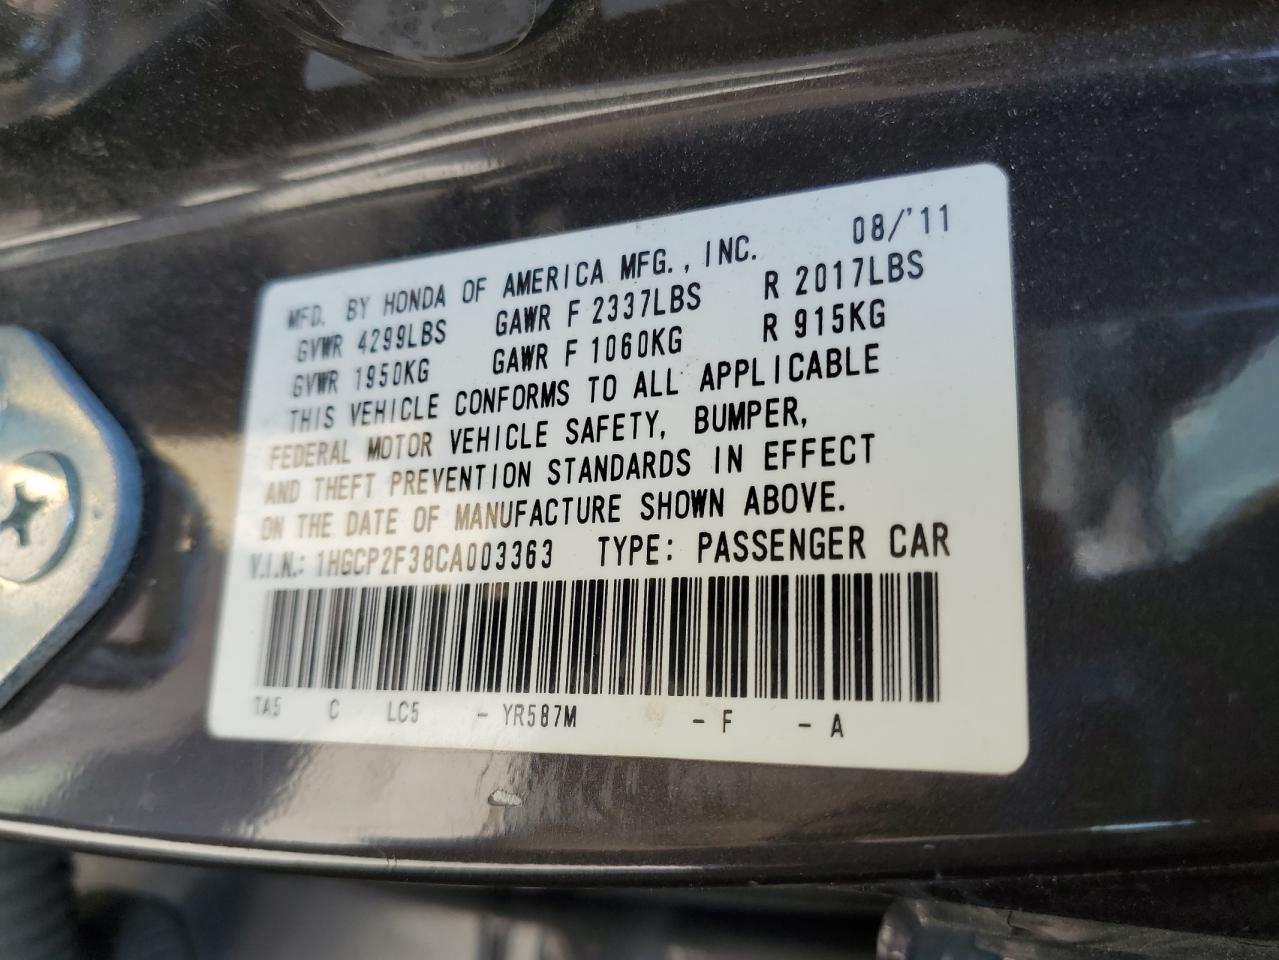 MFD. BY HONDA OF AMERICA MFG., INC. 08/'11
GVWR 4299LBS GAWR F 2337LBS R 2017LBS
GVWR 1950KG GAWR F 1060KG R 915KG
THIS VEHICLE CONFORMS TO ALL APPLICABLE
FEDERAL MOTOR VEHICLE SAFETY, BUMPER,
AND THEFT PREVENTION STANDARDS IN EFFECT
ON THE DATE OF MANUFACTURE SHOWN ABOVE.
V.I.N.: 1HGCP2F38CA003363 TYPE: PASSENGER CAR
TA5 C LC5 - YR587M - F - A